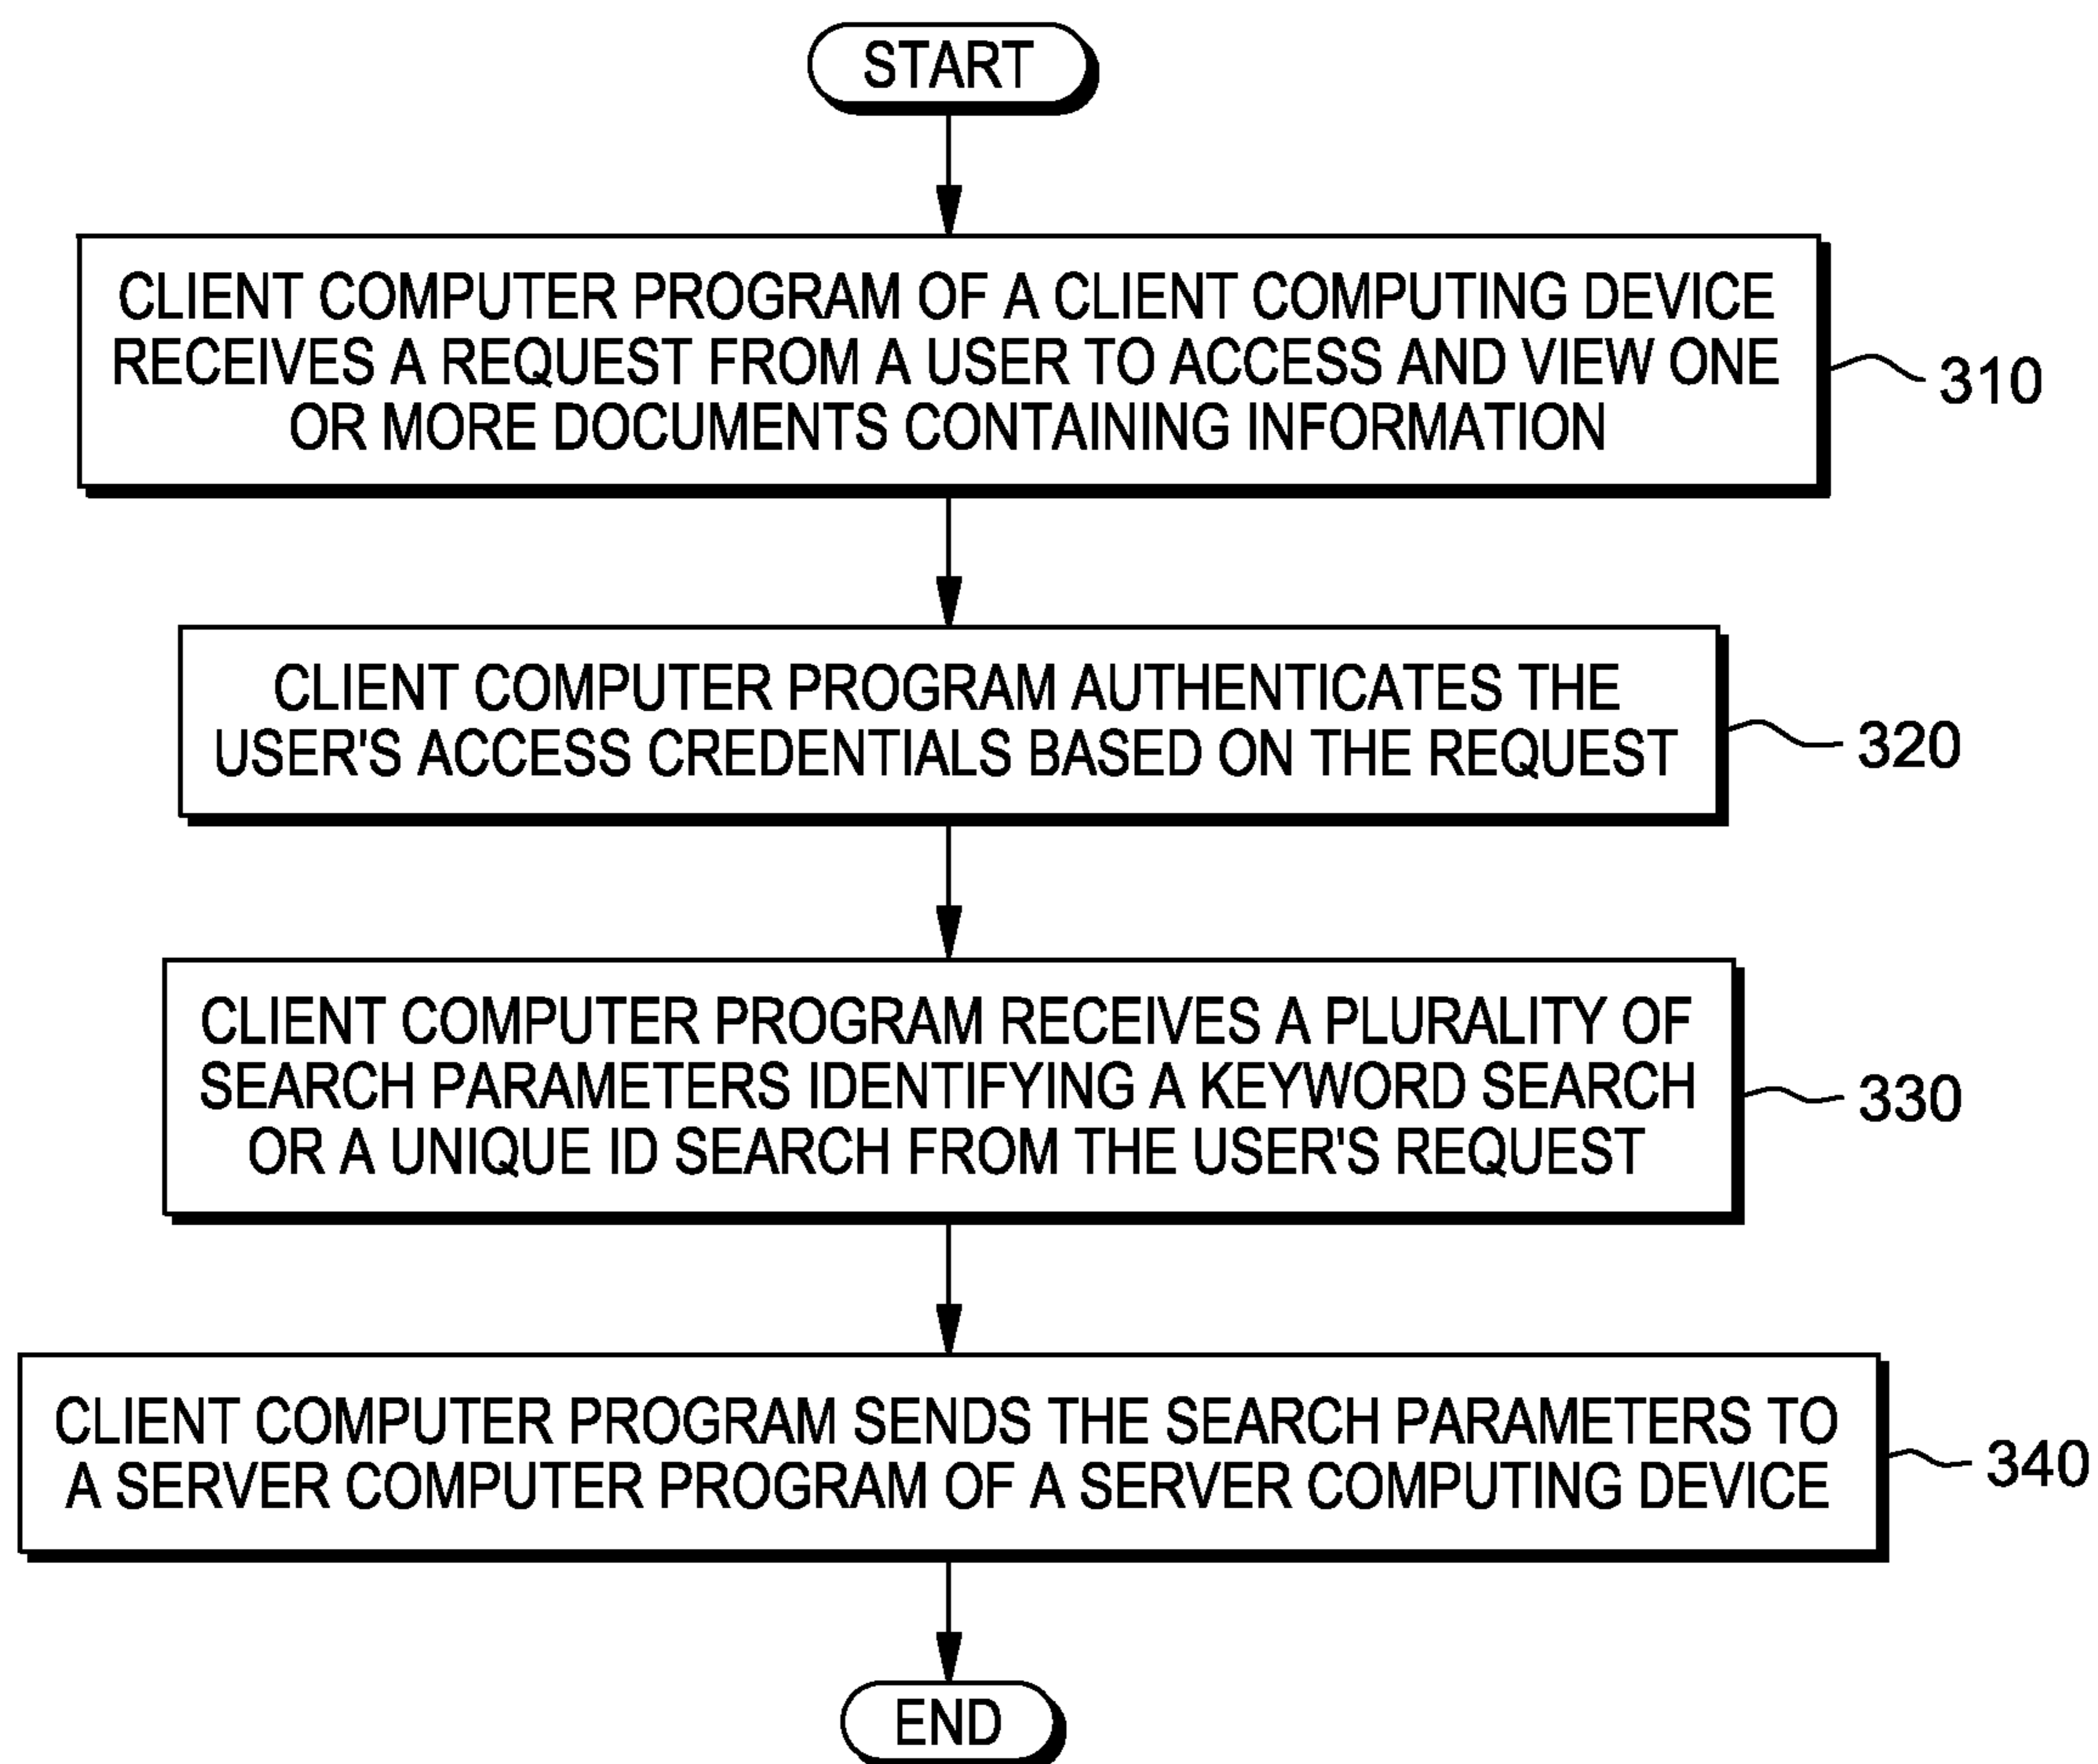 START
CLIENT COMPUTER PROGRAM OF A CLIENT COMPUTING DEVICE
RECEIVES A REQUEST FROM A USER TO ACCESS AND VIEW ONE
OR MORE DOCUMENTS CONTAINING INFORMATION
310
CLIENT COMPUTER PROGRAM AUTHENTICATES THE
USER'S ACCESS CREDENTIALS BASED ON THE REQUEST
320
CLIENT COMPUTER PROGRAM RECEIVES A PLURALITY OF
SEARCH PARAMETERS IDENTIFYING A KEYWORD SEARCH
OR A UNIQUE ID SEARCH FROM THE USER'S REQUEST
330
CLIENT COMPUTER PROGRAM SENDS THE SEARCH PARAMETERS TO
A SERVER COMPUTER PROGRAM OF A SERVER COMPUTING DEVICE
340
END